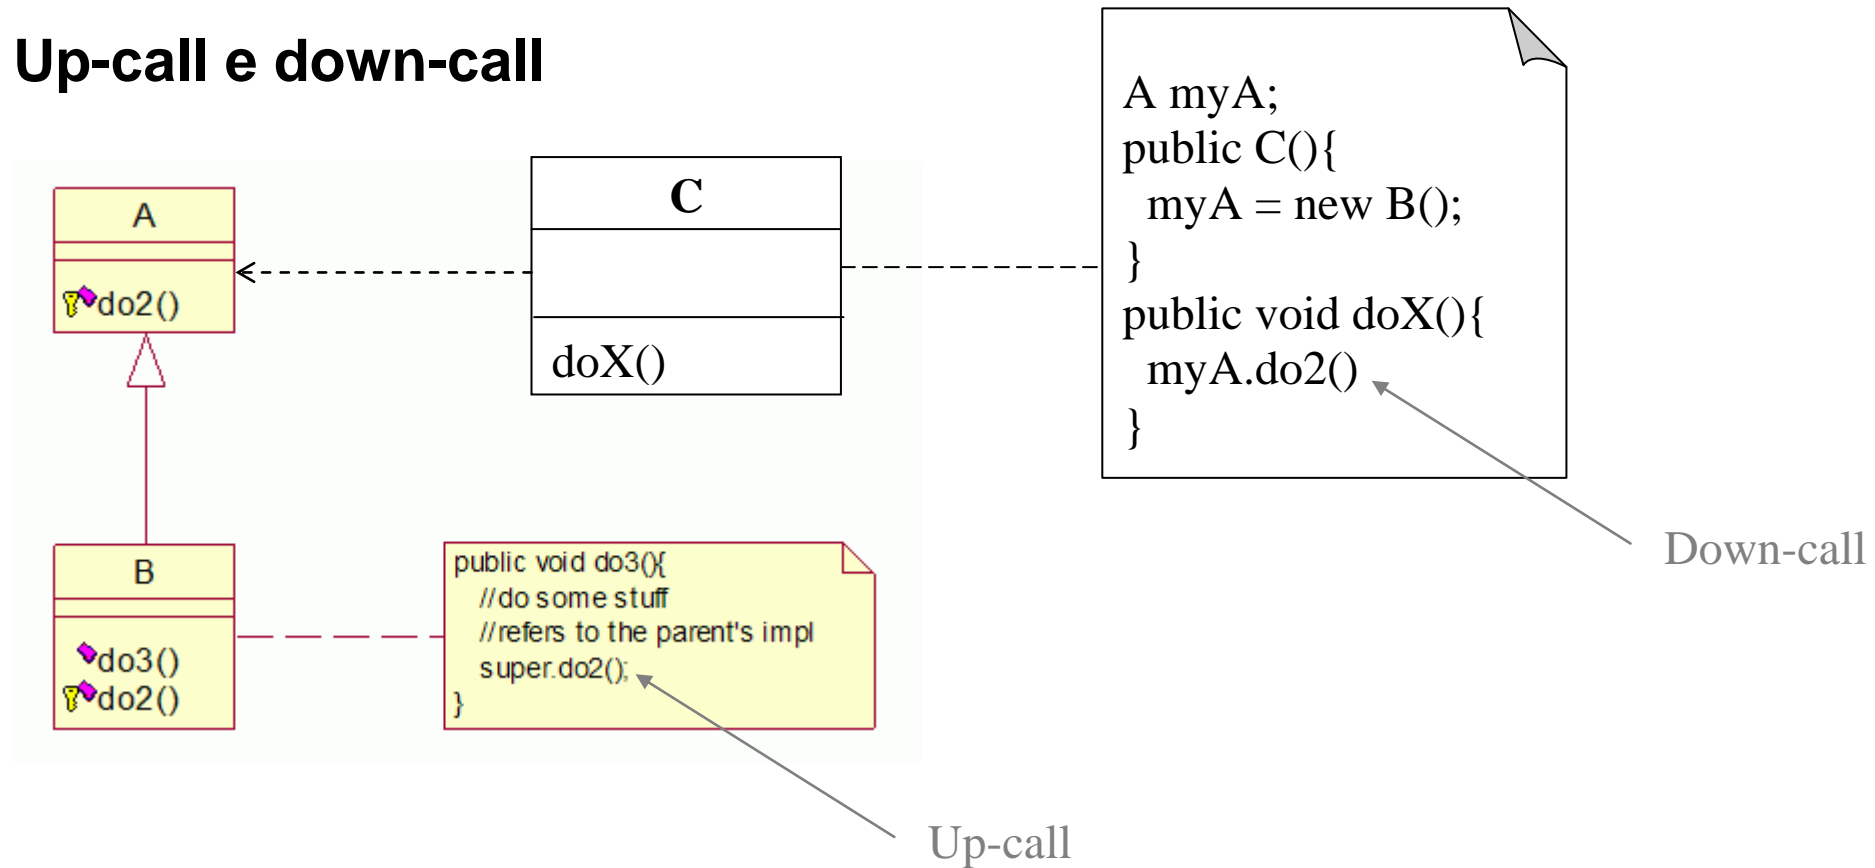 Up-call e down-call
A
do2()
C
doX()
A myA;
public C(){
myA = new B();
}
public void doX(){
myA.do2()
}
Down-call
B
do3()
do2()
public void do3(){
//do some stuff
//refers to the parent's impl
super.do2();
}
Up-call